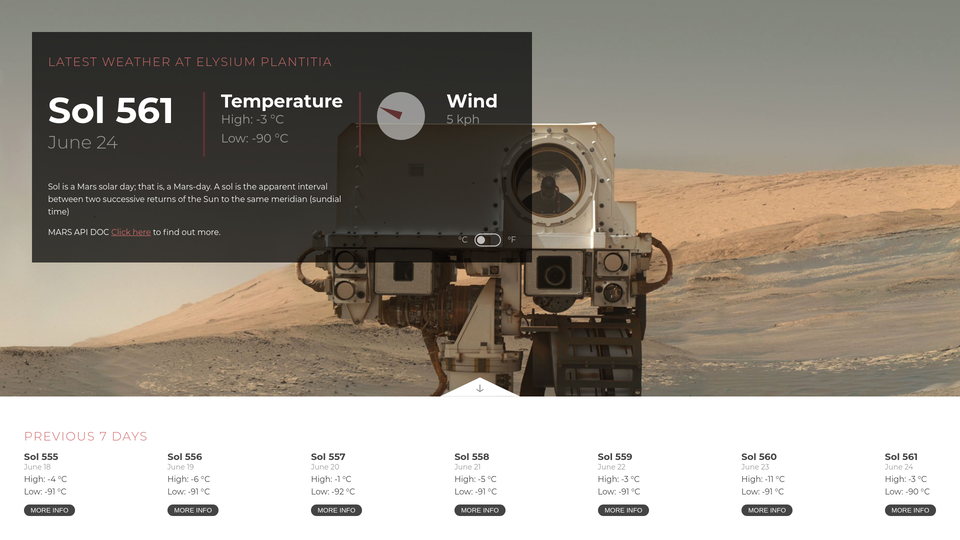 LATEST WEATHER AT ELYSIUM PLANTITIA
Sol 561
June 24
Temperature
High: -3 °C
Low: -90 °C
Wind
5 kph
Sol is a Mars solar day; that is, a Mars-day. A sol is the apparent interval
between two successive returns of the Sun to the same meridian (sundial
time)
MARS API DOC Click here to find out more.
°C °F
PREVIOUS 7 DAYS
Sol 555
June 18
High: -4 °C
Low: -91 °C
MORE INFO
Sol 556
June 19
High: -6 °C
Low: -91 °C
MORE INFO
Sol 557
June 20
High: -1 °C
Low: -92 °C
MORE INFO
Sol 558
June 21
High: -5 °C
Low: -91 °C
MORE INFO
Sol 559
June 22
High: -3 °C
Low: -91 °C
MORE INFO
Sol 560
June 23
High: -11 °C
Low: -91 °C
MORE INFO
Sol 561
June 24
High: -3 °C
Low: -90 °C
MORE INFO